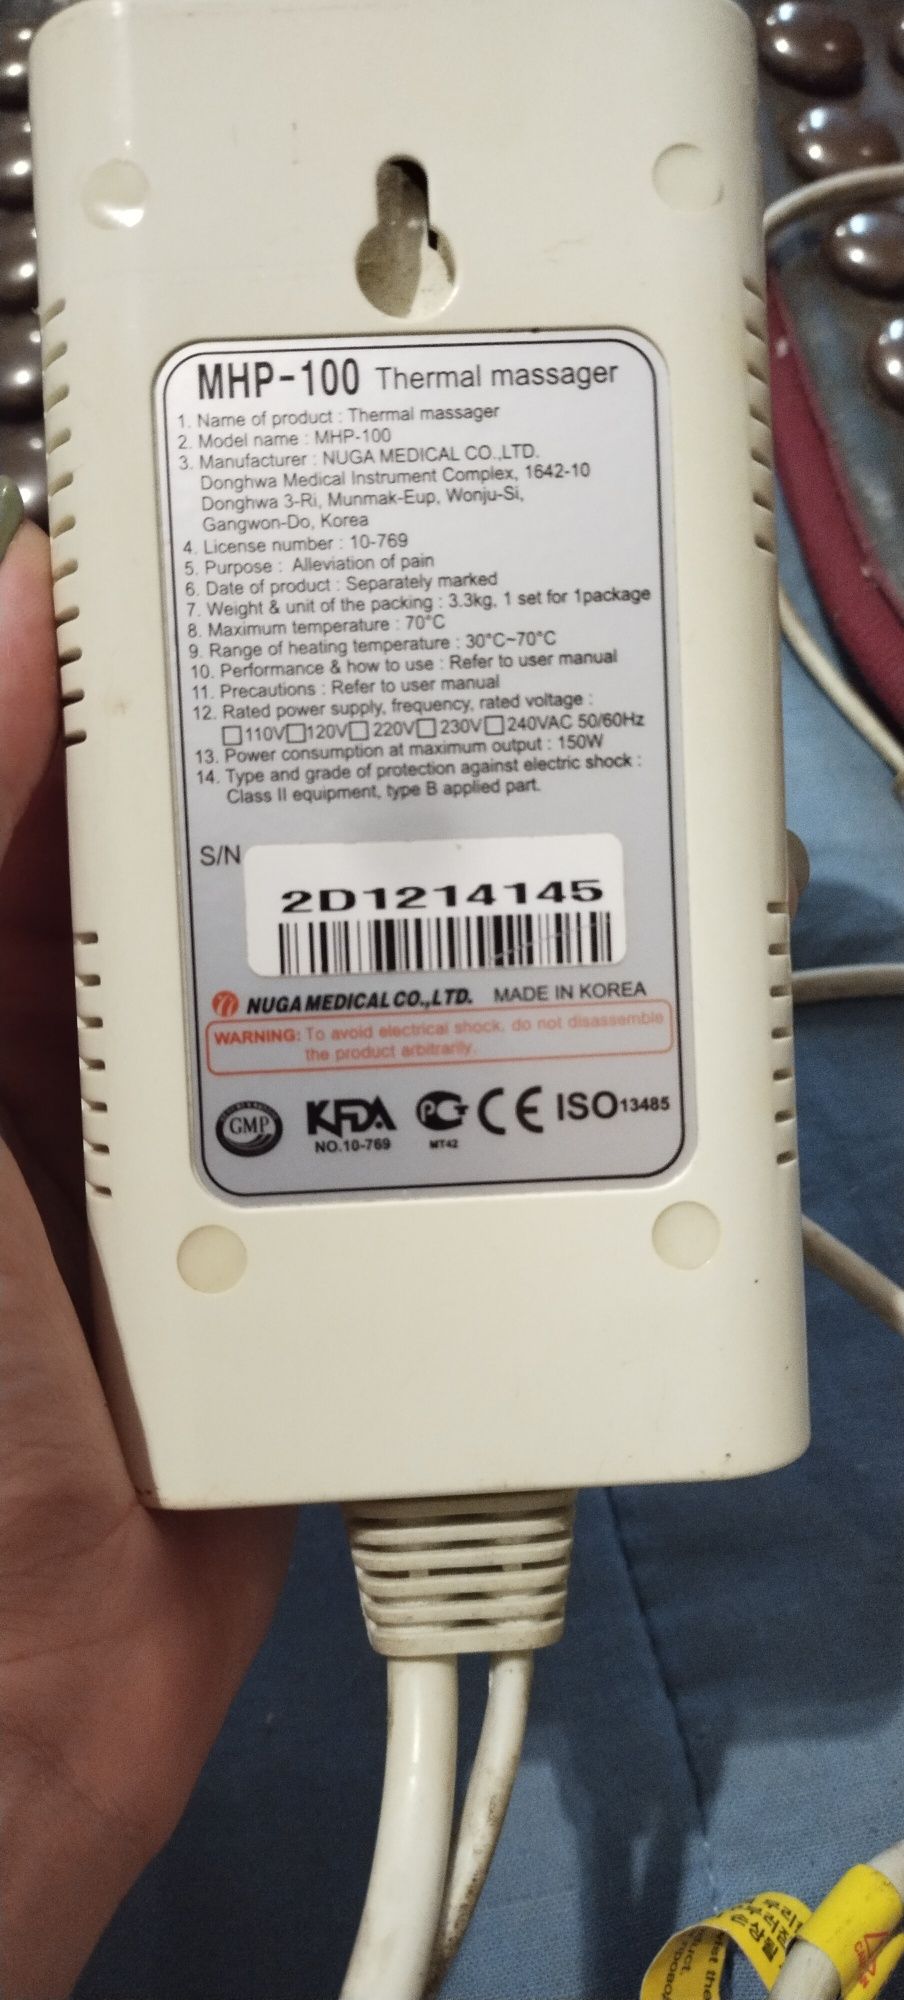 MHP-100 Thermal massager
1. Name of product : Thermal massager
2. Model name : MHP-100
3. Manufacturer : NUGA MEDICAL CO.,LTD.
Donghwa Medical Instrument Complex, 1642-10
Donghwa 3-Ri, Munmak-Eup, Wonju-Si,
Gangwon-Do, Korea
4. License number : 10-769
5. Purpose : Alleviation of pain
6. Date of product : Separately marked
7. Weight & unit of the packing : 3.3kg, 1 set for 1package
8. Maximum temperature : 70°C
9. Range of heating temperature : 30°C~70°C
10. Performance & how to use : Refer to user manual
11. Precautions : Refer to user manual
12. Rated power supply, frequency, rated voltage :
☐110V☐120V☐220V☐230V☐240VAC 50/60Hz
13. Power consumption at maximum output : 150W
14. Type and grade of protection against electric shock :
Class II equipment, type B applied part.
S/N
2D1214145
NUGA MEDICAL CO.,LTD. MADE IN KOREA
WARNING: To avoid electrical shock, do not disassemble
the product arbitrarily.
GMP KFDA PCT CE ISO13485
NO.10-769 MT42